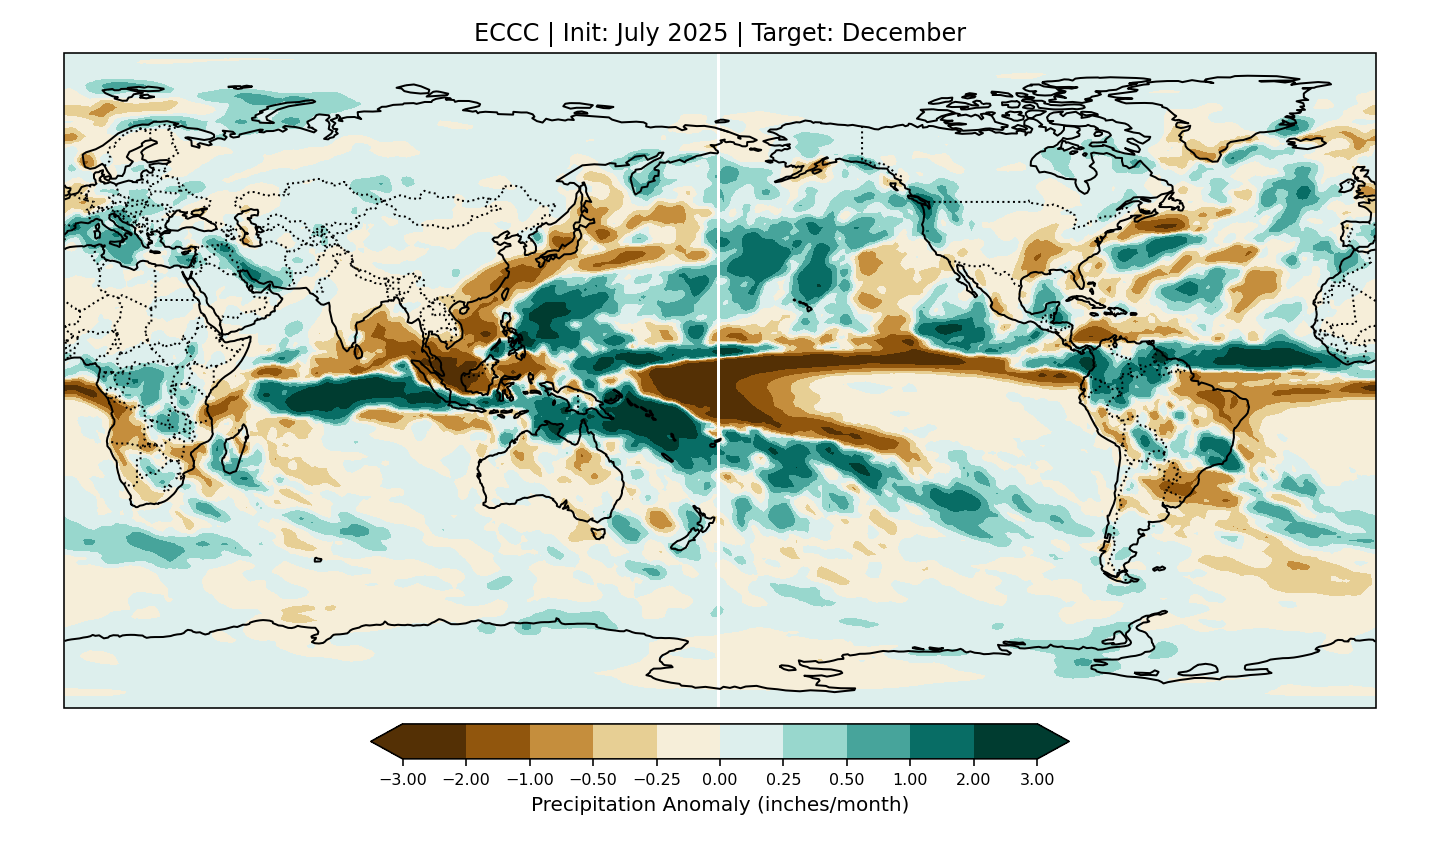 ECCC | Init: July 2025 | Target: December
−3.00 −2.00 −1.00 −0.50 −0.25 0.00 0.25 0.50 1.00 2.00 3.00
Precipitation Anomaly (inches/month)